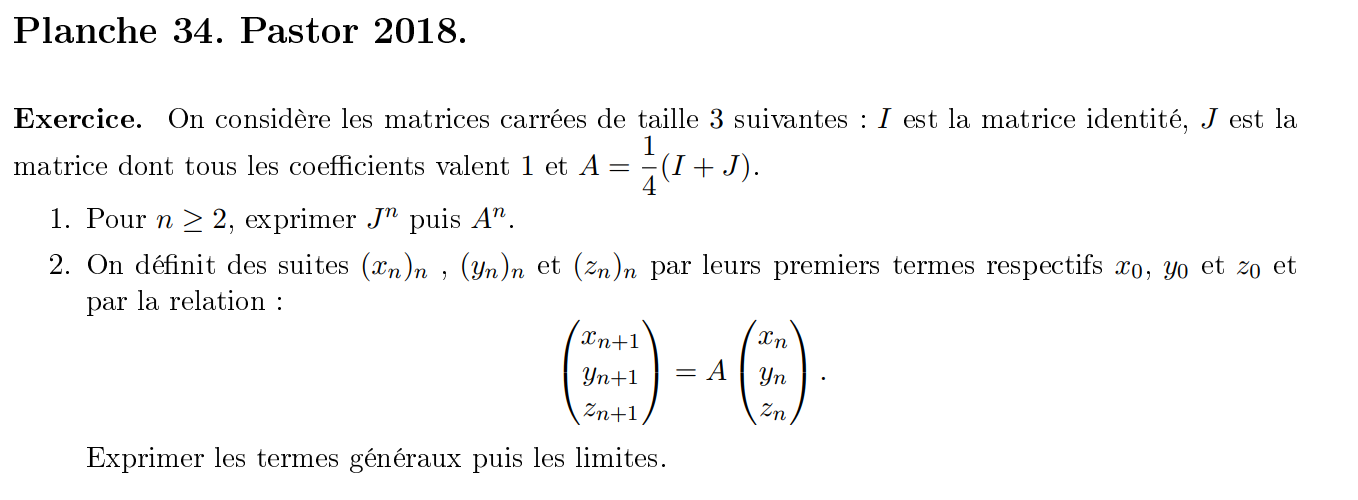 Planche 34. Pastor 2018.
Exercice. On considère les matrices carrées de taille 3 suivantes : $I$ est la matrice identité, $J$ est la
matrice dont tous les coefficients valent 1 et $A = \frac{1}{4}(I + J)$.
1. Pour $n \geq 2$, exprimer $J^n$ puis $A^n$.
2. On définit des suites $(x_n)_n$ , $(y_n)_n$ et $(z_n)_n$ par leurs premiers termes respectifs $x_0$, $y_0$ et $z_0$ et
par la relation :
$\begin{pmatrix} x_{n+1} \\ y_{n+1} \\ z_{n+1} \end{pmatrix} = A \begin{pmatrix} x_n \\ y_n \\ z_n \end{pmatrix}.$
Exprimer les termes généraux puis les limites.